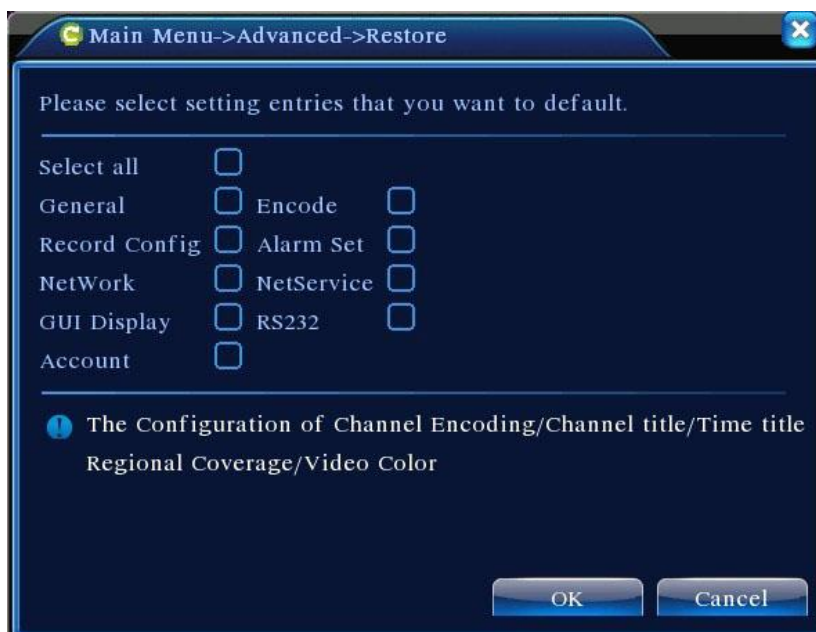 Main Menu->Advanced->Restore
Please select setting entries that you want to default.
Select all
General Encode
Record Config Alarm Set
NetWork NetService
GUI Display RS232
Account
The Configuration of Channel Encoding/Channel title/Time title
Regional Coverage/Video Color
OK Cancel